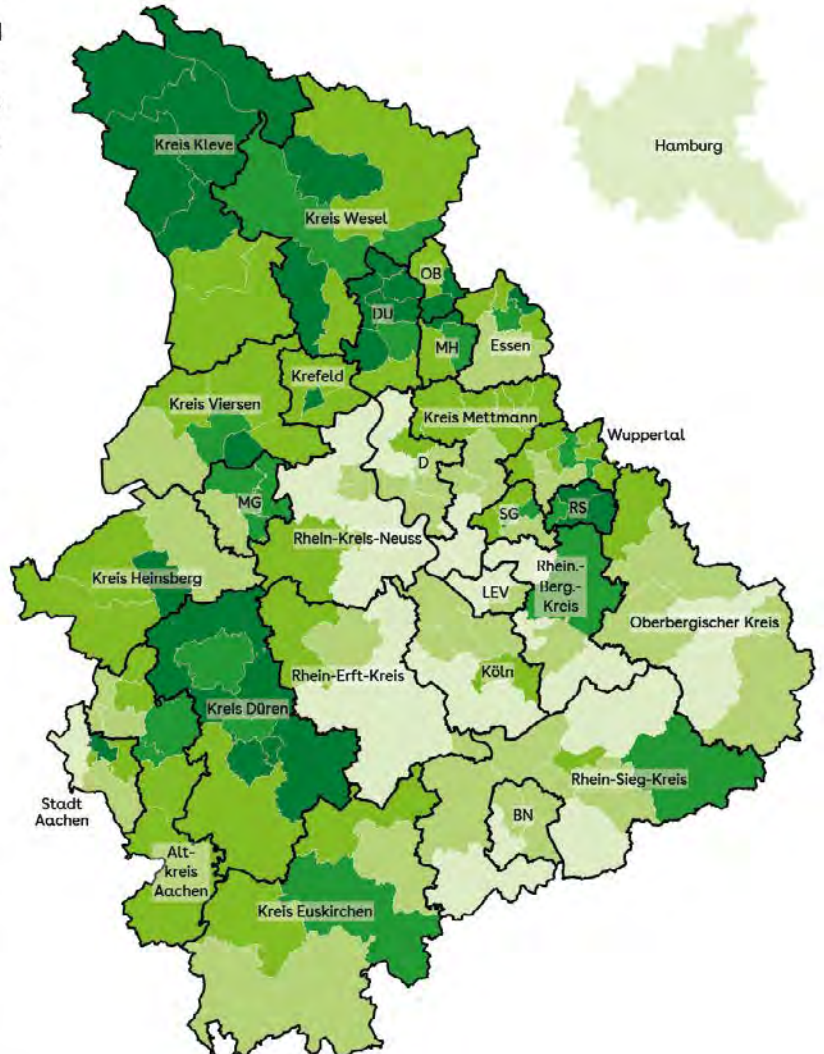 Hamburg
Kreis Kleve
Kreis Wesel
OB
DU
MH
Essen
Krefeld
Kreis Viersen
Kreis Mettmann
Wuppertal
D
MG
SG
RS
Rhein-Kreis-Neuss
Rhein.-
Berg.-
Kreis
Kreis Heinsberg
LEV
Oberbergischer Kreis
Rhein-Erft-Kreis
Köln
Kreis Düren
Rhein-Sieg-Kreis
Stadt
Aachen
BN
Alt-
kreis
Aachen
Kreis Euskirchen